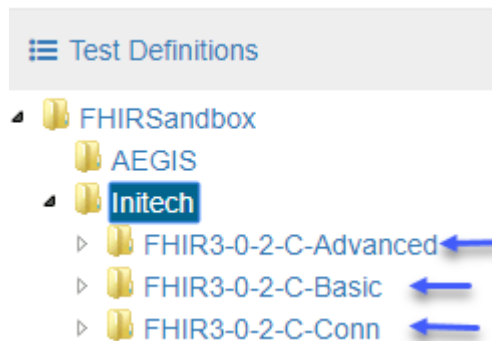 Test Definitions
FHIRSandbox
AEGIS
Initech
FHIR3-0-2-C-Advanced
FHIR3-0-2-C-Basic
FHIR3-0-2-C-Conn